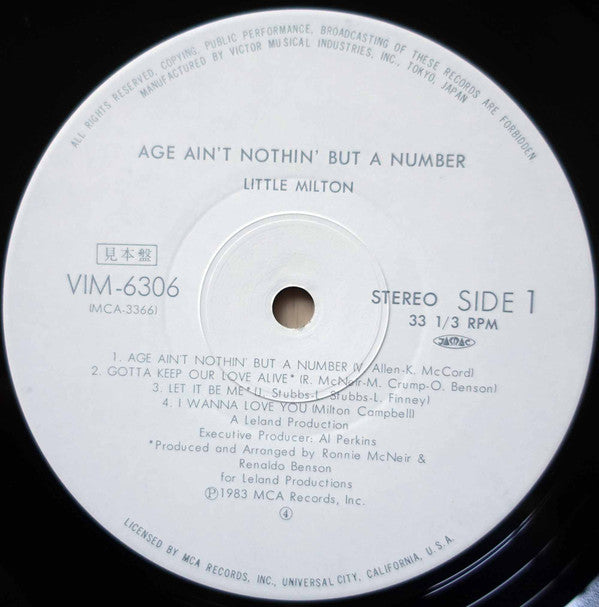 ALL RIGHTS RESERVED, COPYING, PUBLIC PERFORMANCE, BROADCASTING OF THESE RECORDS ARE FORBIDDEN
MANUFACTURED BY VICTOR MUSICAL INDUSTRIES, INC., TOKYO, JAPAN
AGE AIN'T NOTHIN' BUT A NUMBER
LITTLE MILTON
見本盤
VIM-6306
(MCA-3366)
STEREO SIDE 1
33 1/3 RPM
JASRAC
1. AGE AIN'T NOTHIN' BUT A NUMBER (V. Allen-K. McCord)
2. GOTTA KEEP OUR LOVE ALIVE* (R. McNeir-M. Crump-O. Benson)
3. LET IT BE ME* (J. Stubbs-L. Stubbs-L. Finney)
4. I WANNA LOVE YOU (Milton Campbell)
A Leland Production
Executive Producer: Al Perkins
*Produced and Arranged by Ronnie McNeir &
Renaldo Benson
for Leland Productions
Ⓟ1983 MCA Records, Inc.
④
LICENSED BY MCA RECORDS, INC., UNIVERSAL CITY, CALIFORNIA, U.S.A.